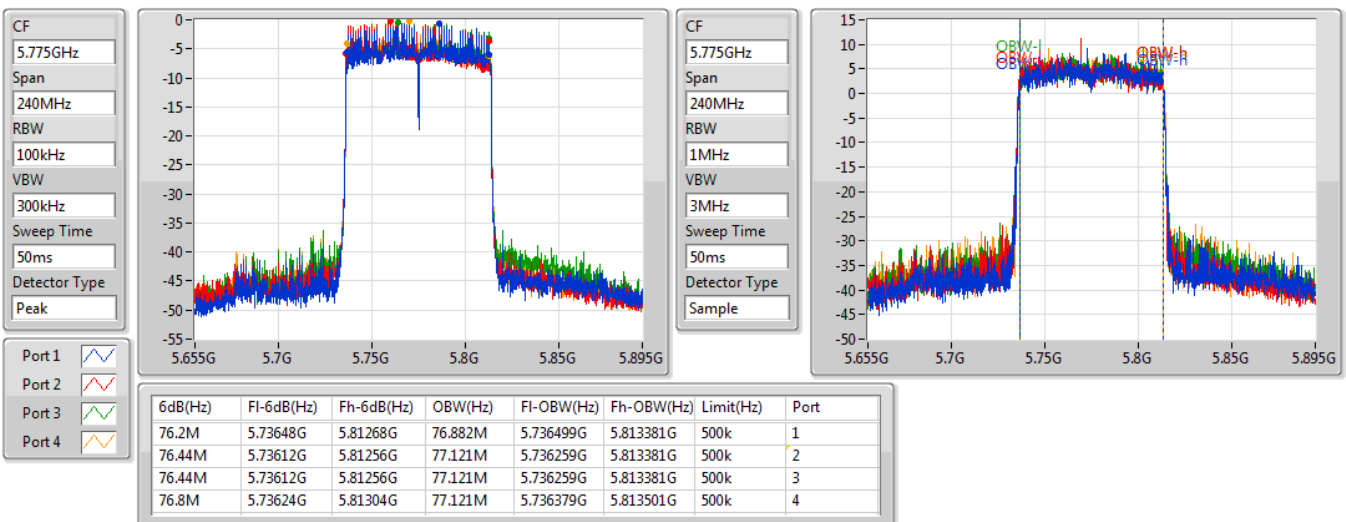 CF
5.775GHz
Span
240MHz
RBW
100kHz
VBW
300kHz
Sweep Time
50ms
Detector Type
Peak
0
-5
-10
-15
-20
-25
-30
-35
-40
-45
-50
-55
5.655G 5.7G 5.75G 5.8G 5.85G 5.895G
CF
5.775GHz
Span
240MHz
RBW
1MHz
VBW
3MHz
Sweep Time
50ms
Detector Type
Sample
15
10
5
0
-5
-10
-15
-20
-25
-30
-35
-40
-45
-50
OBW-l
OBW-h
5.655G 5.7G 5.75G 5.8G 5.85G 5.895G
Port 1
Port 2
Port 3
Port 4
6dB(Hz) Fl-6dB(Hz) Fh-6dB(Hz) OBW(Hz) Fl-OBW(Hz) Fh-OBW(Hz) Limit(Hz) Port
76.2M 5.73648G 5.81268G 76.882M 5.736499G 5.813381G 500k 1
76.44M 5.73612G 5.81256G 77.121M 5.736259G 5.813381G 500k 2
76.44M 5.73612G 5.81256G 77.121M 5.736259G 5.813381G 500k 3
76.8M 5.73624G 5.81304G 77.121M 5.736379G 5.813501G 500k 4